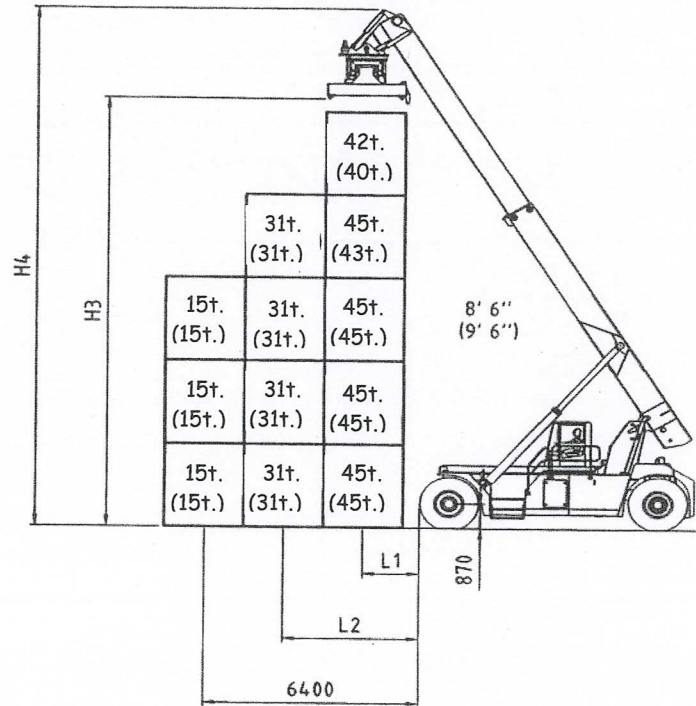 42t.
(40t.)
31t. 45t.
(31t.) (43t.)
15t. 31t. 45t.
(15t.) (31t.) (45t.)
15t. 31t. 45t.
(15t.) (31t.) (45t.)
15t. 31t. 45t.
(15t.) (31t.) (45t.)
8' 6''
(9' 6'')
H4
H3
L1
870
L2
6400